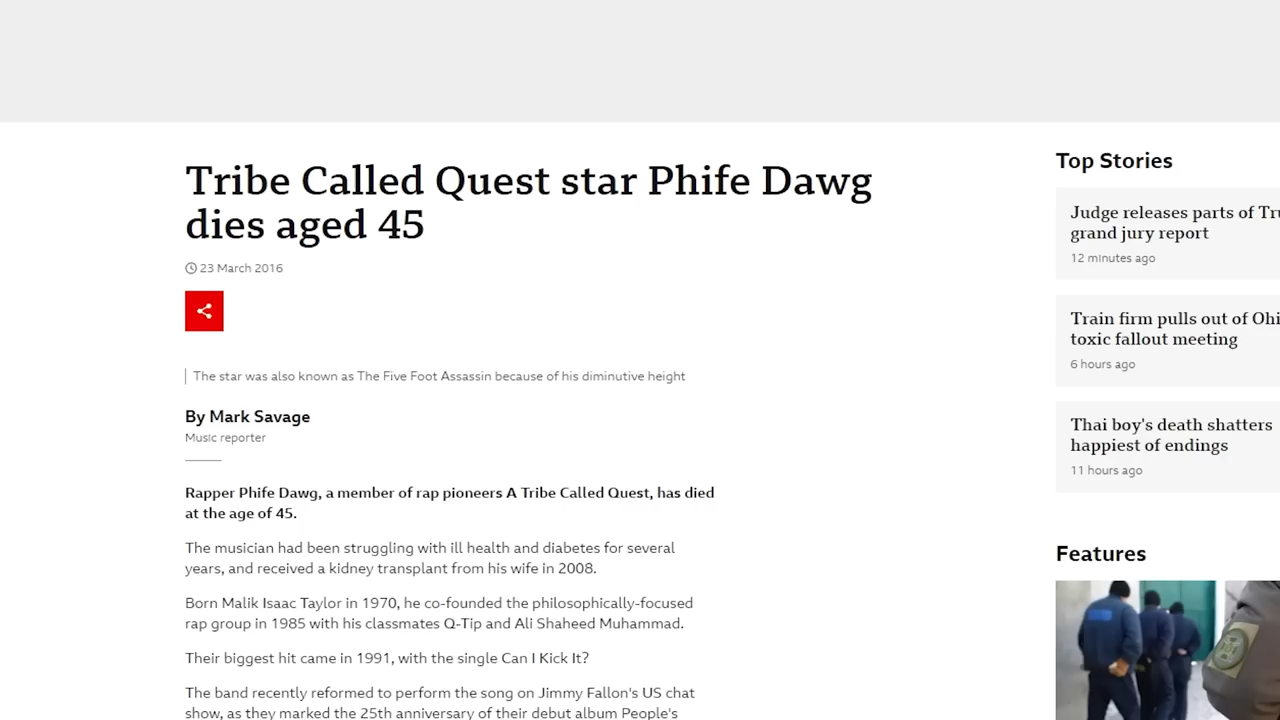 Tribe Called Quest star Phife Dawg
dies aged 45
23 March 2016
The star was also known as The Five Foot Assassin because of his diminutive height
By Mark Savage
Music reporter
Rapper Phife Dawg, a member of rap pioneers A Tribe Called Quest, has died
at the age of 45.
The musician had been struggling with ill health and diabetes for several
years, and received a kidney transplant from his wife in 2008.
Born Malik Isaac Taylor in 1970, he co-founded the philosophically-focused
rap group in 1985 with his classmates Q-Tip and Ali Shaheed Muhammad.
Their biggest hit came in 1991, with the single Can I Kick It?
The band recently reformed to perform the song on Jimmy Fallon's US chat
show, as they marked the 25th anniversary of their debut album People's
Top Stories
Judge releases parts of Tru
grand jury report
12 minutes ago
Train firm pulls out of Ohi
toxic fallout meeting
6 hours ago
Thai boy's death shatters
happiest of endings
11 hours ago
Features